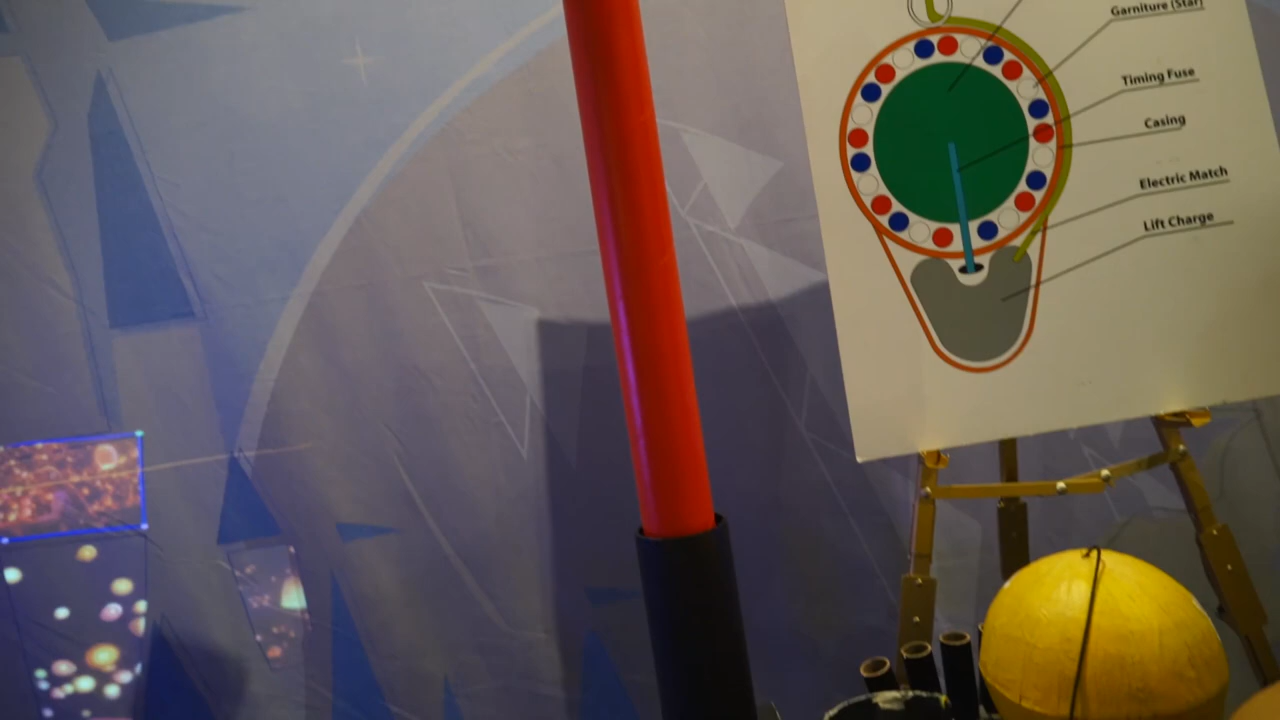 Garniture (Star)
Timing Fuse
Casing
Electric Match
Lift Charge